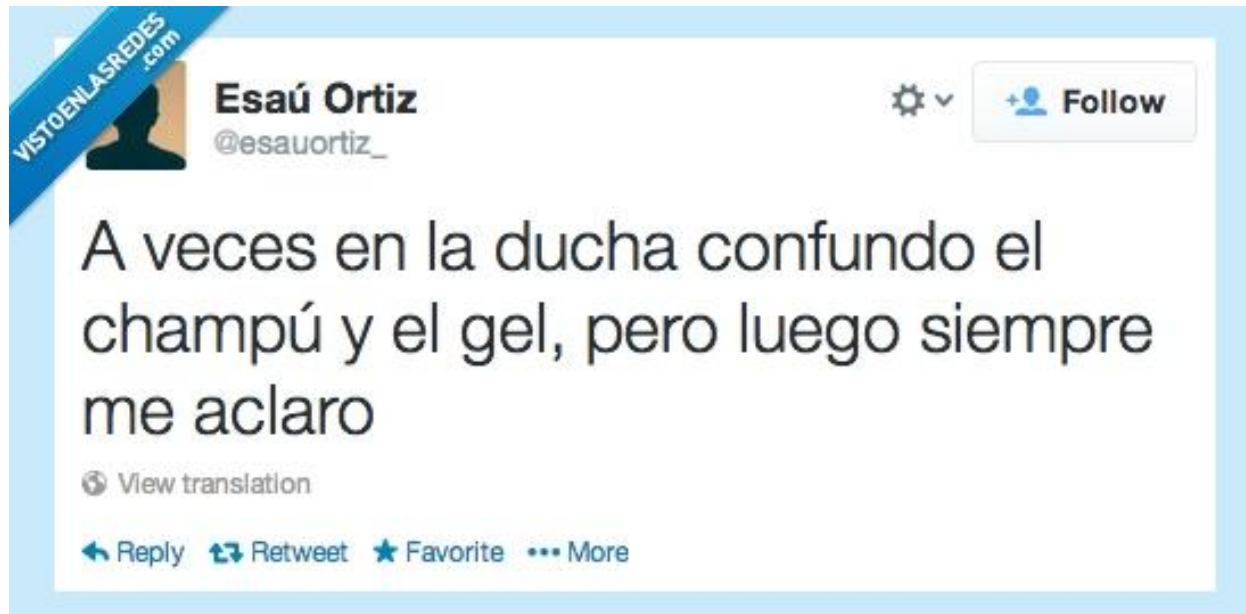 VISTOENLASREDES
.com
Esaú Ortiz
@esauortiz_
Follow
A veces en la ducha confundo el
champú y el gel, pero luego siempre
me aclaro
View translation
Reply Retweet Favorite ••• More